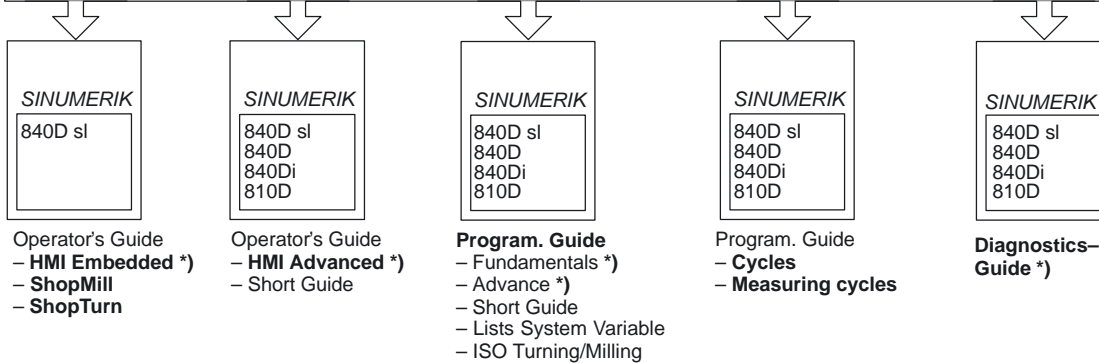 SINUMERIK
840D sl
Operator's Guide
– HMI Embedded *)
– ShopMill
– ShopTurn
SINUMERIK
840D sl
840D
840Di
810D
Operator's Guide
– HMI Advanced *)
– Short Guide
SINUMERIK
840D sl
840D
840Di
810D
Program. Guide
– Fundamentals *)
– Advance *)
– Short Guide
– Lists System Variable
– ISO Turning/Milling
SINUMERIK
840D sl
840D
840Di
810D
Program. Guide
– Cycles
– Measuring cycles
SINUMERIK
840D sl
840D
840Di
810D
Diagnostics–
Guide *)